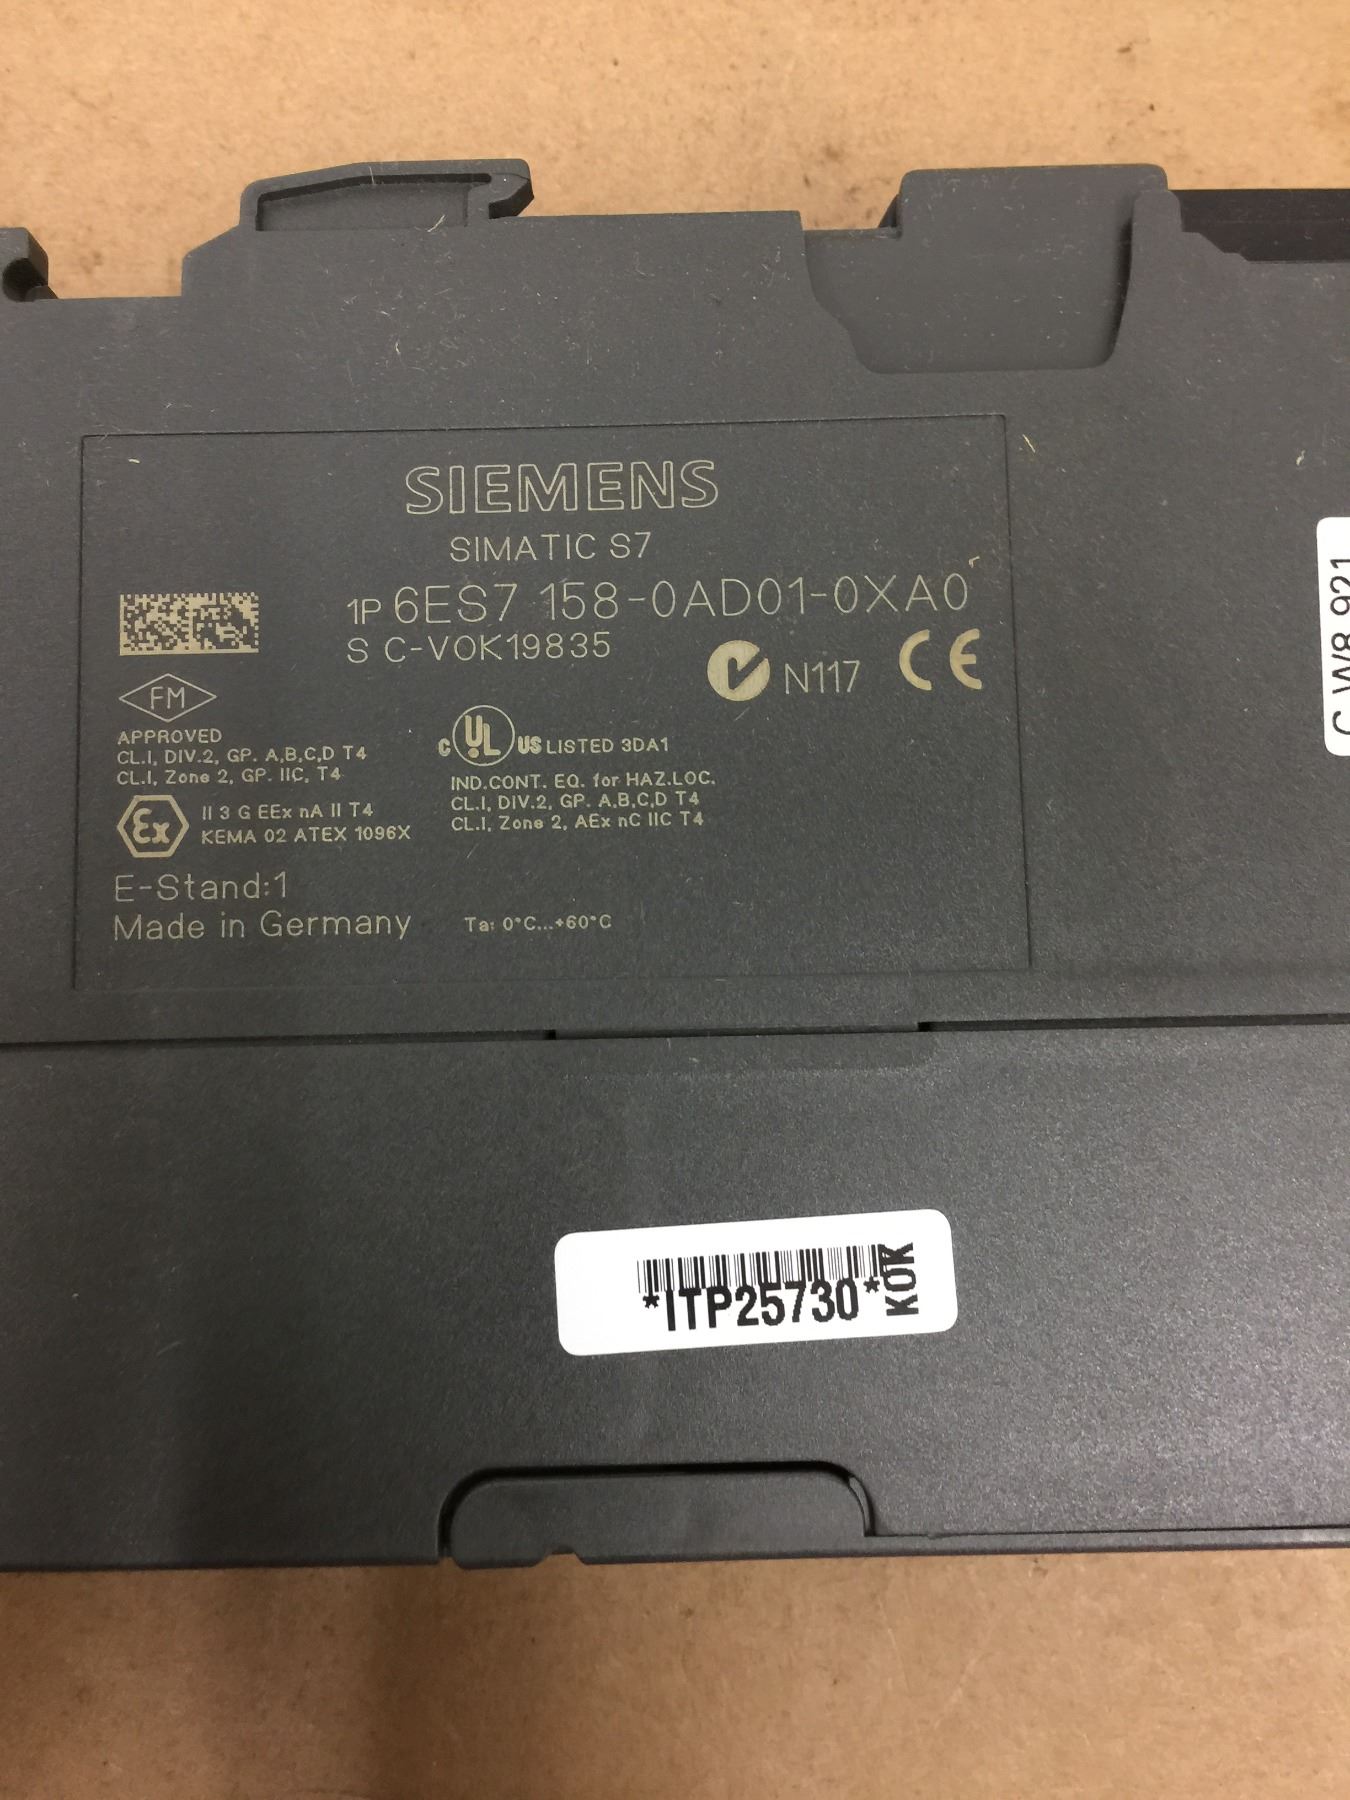 SIEMENS
SIMATIC S7
1P 6ES7 158-0AD01-0XA0
S C-V0K19835
N117 CE
FM
APPROVED
CL.I, DIV.2, GP. A,B,C,D T4
CL.I, Zone 2, GP. IIC, T4
Ex
II 3 G EEx nA II T4
KEMA 02 ATEX 1096X
C UL US LISTED 3DA1
IND.CONT. EQ. for HAZ.LOC.
CL.I, DIV.2, GP. A,B,C,D T4
CL.I, Zone 2, AEx nC IIC T4
E-Stand:1
Made in Germany
Ta: 0°C...+60°C
*ITP25730*
KOK